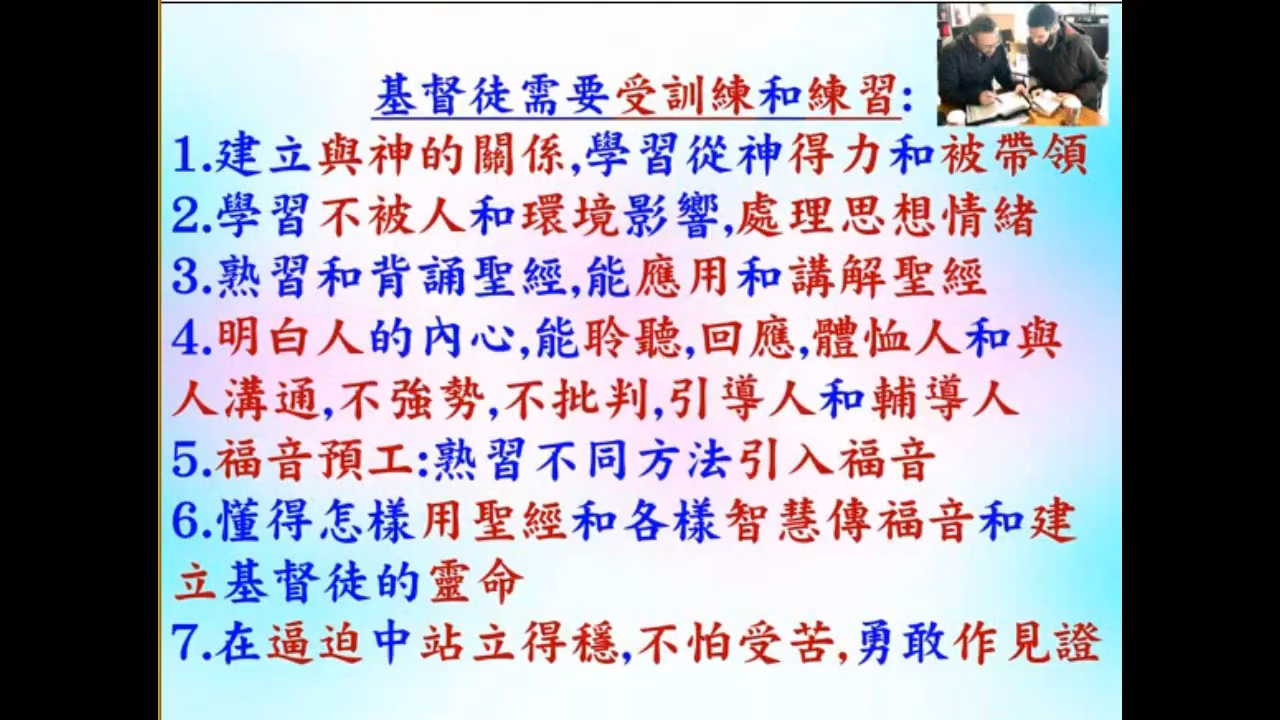 基督徒需要受訓練和練習:
1.建立與神的關係,學習從神得力和被帶領
2.學習不被人和環境影響,處理思想情緒
3.熟習和背誦聖經,能應用和講解聖經
4.明白人的內心,能聆聽,回應,體恤人和與
人溝通,不強勢,不批判,引導人和輔導人
5.福音預工:熟習不同方法引入福音
6.懂得怎樣用聖經和各樣智慧傳福音和建
立基督徒的靈命
7.在逼迫中站立得穩,不怕受苦,勇敢作見證